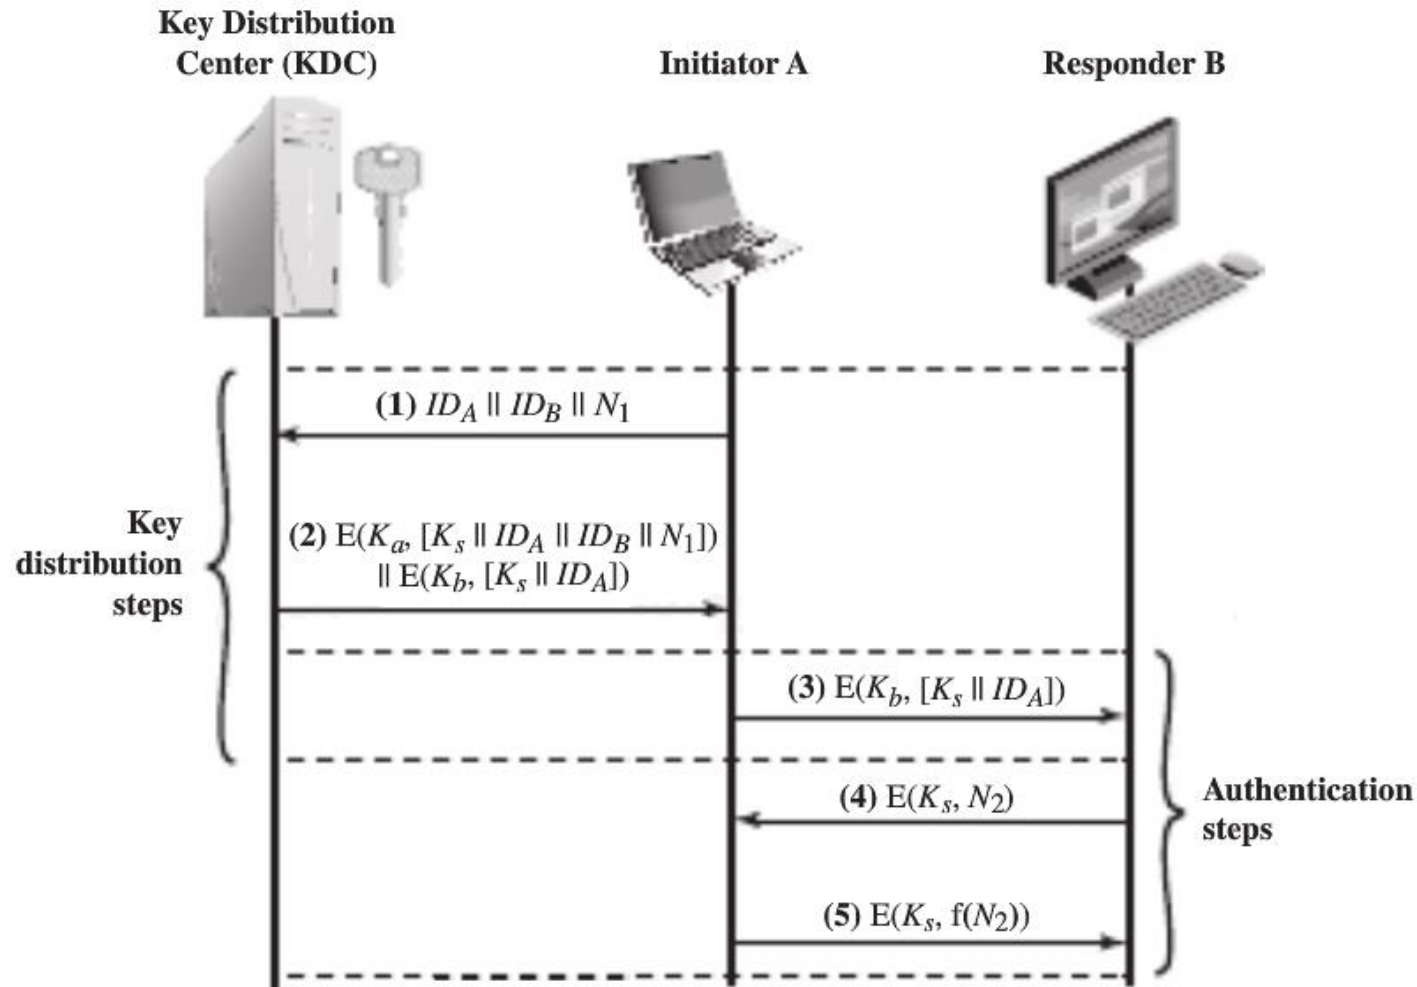 Key Distribution
Center (KDC)
Initiator A
Responder B
(1) ID_A || ID_B || N_1
Key
distribution
steps
(2) E(K_a, [K_s || ID_A || ID_B || N_1])
|| E(K_b, [K_s || ID_A])
(3) E(K_b, [K_s || ID_A])
(4) E(K_s, N_2)
Authentication
steps
(5) E(K_s, f(N_2))